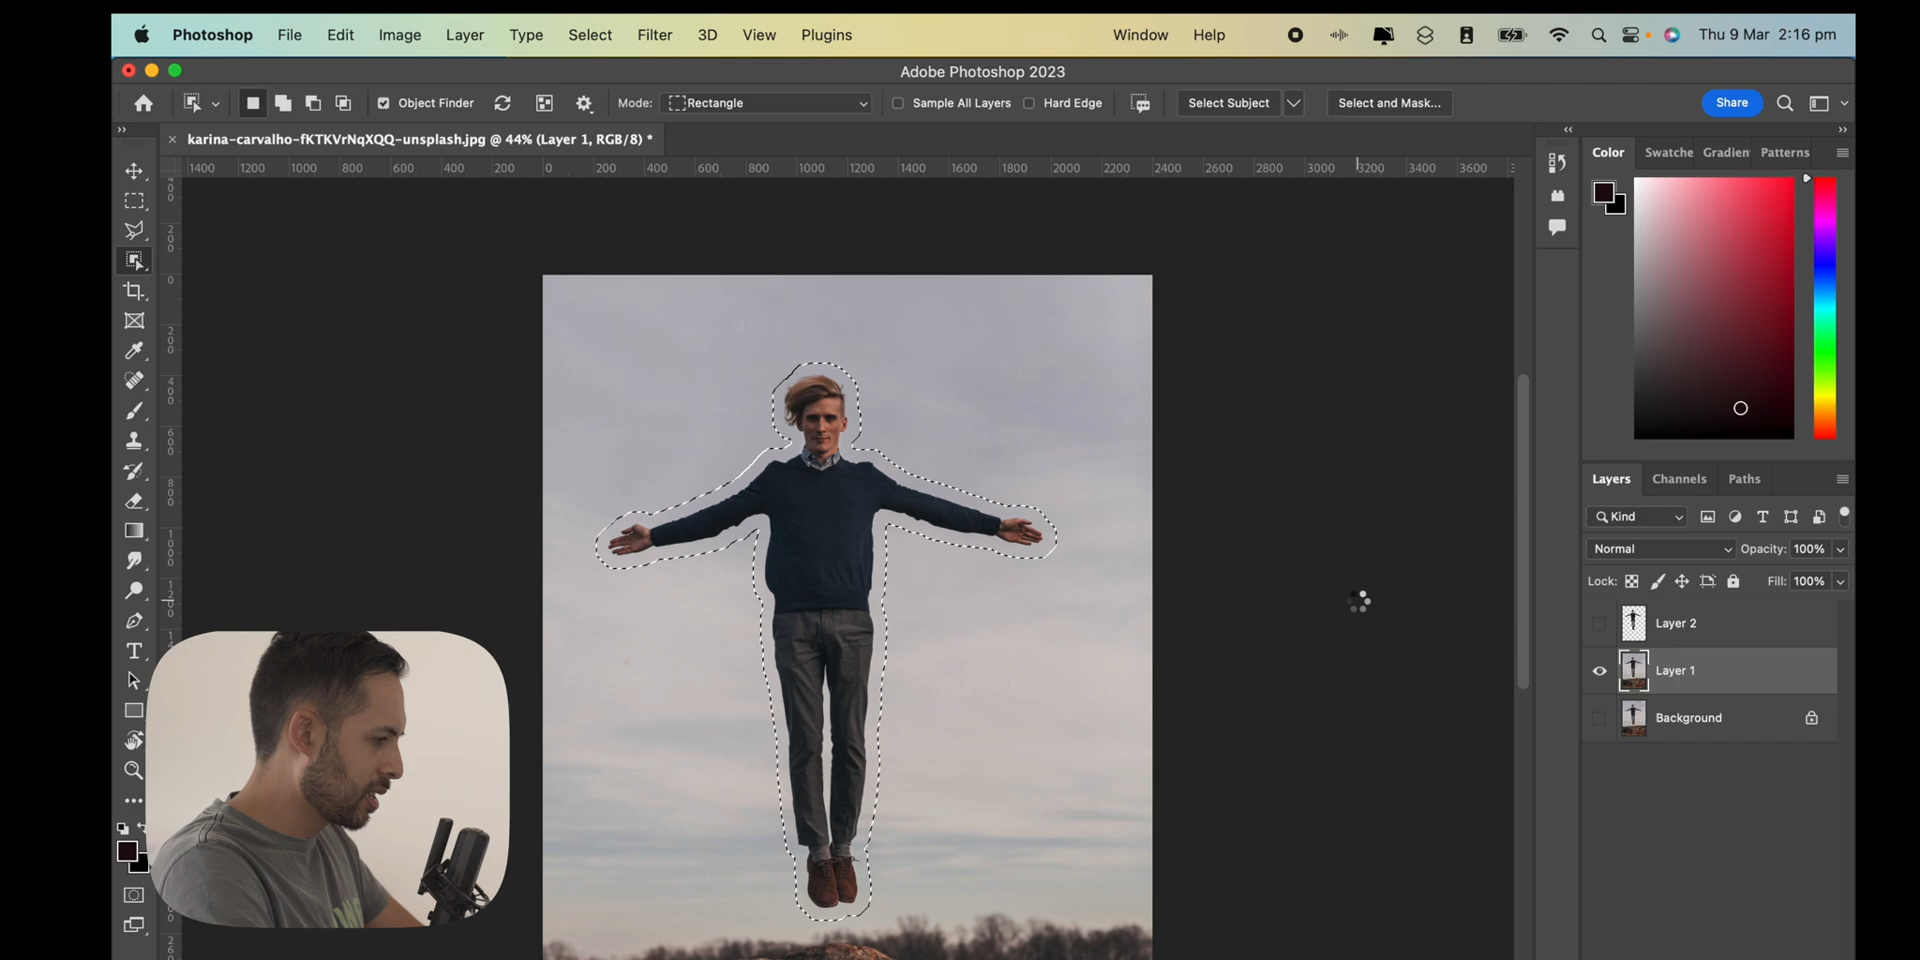 Photoshop File Edit Image Layer Type Select Filter 3D View Plugins Window Help Thu 9 Mar 2:16 pm
Adobe Photoshop 2023
Object Finder Mode: Rectangle Sample All Layers Hard Edge Select Subject Select and Mask... Share
karina-carvalho-fKTKVrNqXQQ-unsplash.jpg @ 44% (Layer 1, RGB/8) *
Color Swatche Gradien Patterns
1400 1200 1000 800 600 400 200 0 200 400 600 800 1000 1200 1400 1600 1800 2000 2200 2400 2600 2800 3000 3200 3400 3600
Layers Channels Paths
Kind
Normal Opacity: 100%
Lock: Fill: 100%
Layer 2
Layer 1
Background